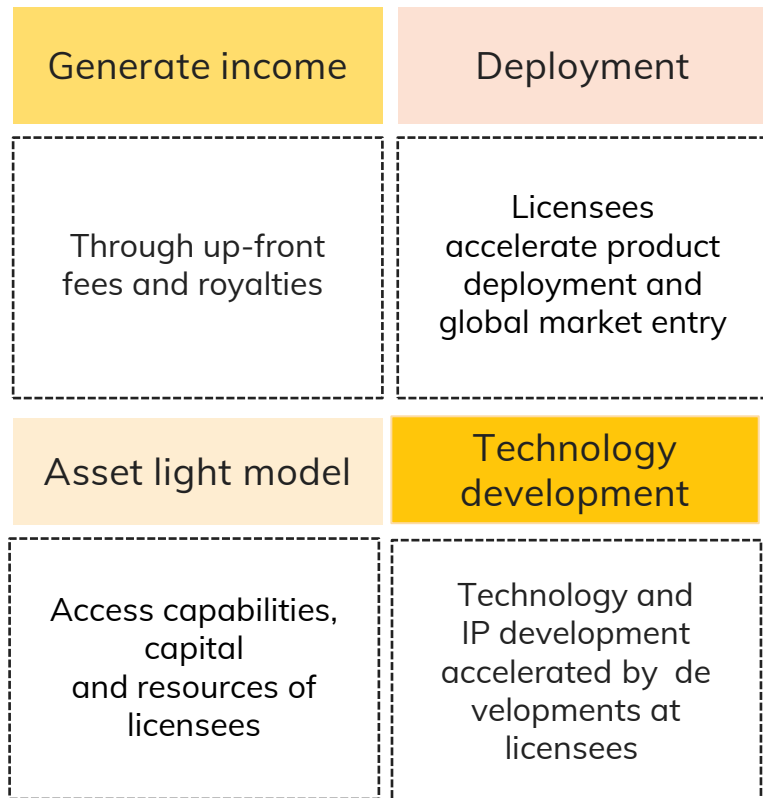 Generate income
Through up-front
fees and royalties
Deployment
Licensees
accelerate product
deployment and
global market entry
Asset light model
Access capabilities,
capital
and resources of
licensees
Technology
development
Technology and
IP development
accelerated by de
velopments at
licensees